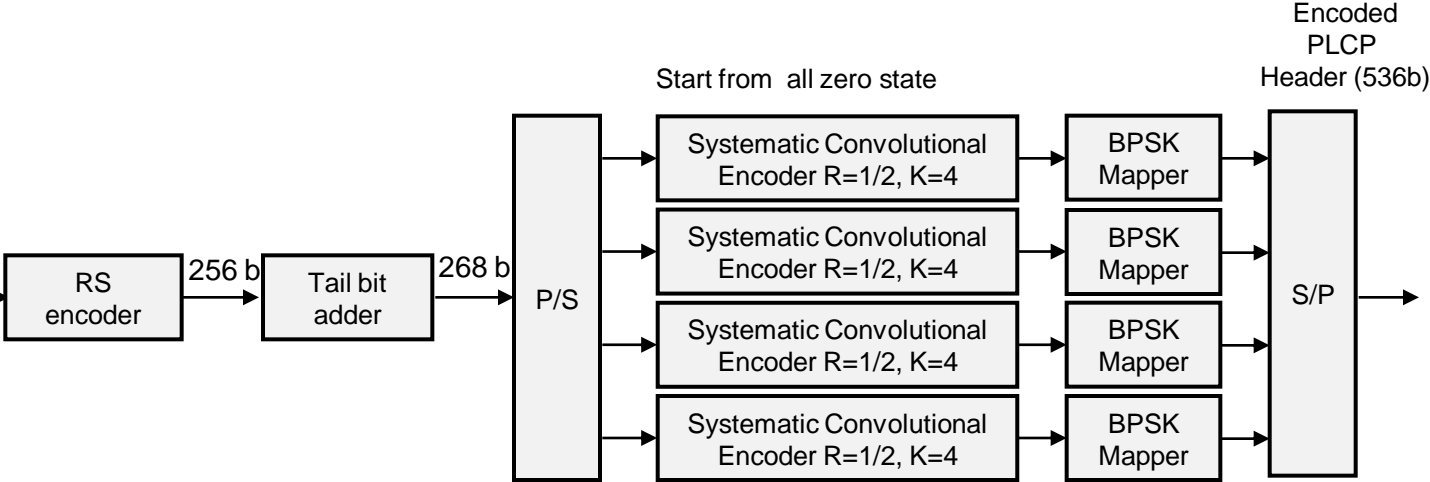 Encoded
PLCP
Header (536b)
Start from all zero state
RS
encoder
256 b
Tail bit
adder
268 b
P/S
Systematic Convolutional
Encoder R=1/2, K=4
BPSK
Mapper
Systematic Convolutional
Encoder R=1/2, K=4
BPSK
Mapper
Systematic Convolutional
Encoder R=1/2, K=4
BPSK
Mapper
Systematic Convolutional
Encoder R=1/2, K=4
BPSK
Mapper
S/P